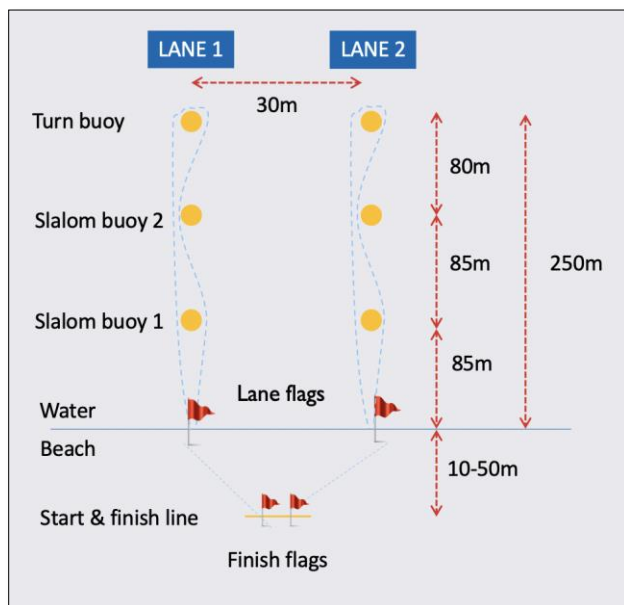 LANE 1
LANE 2
30m
Turn buoy
80m
Slalom buoy 2
85m
250m
Slalom buoy 1
85m
Lane flags
Water
Beach
10-50m
Start & finish line
Finish flags